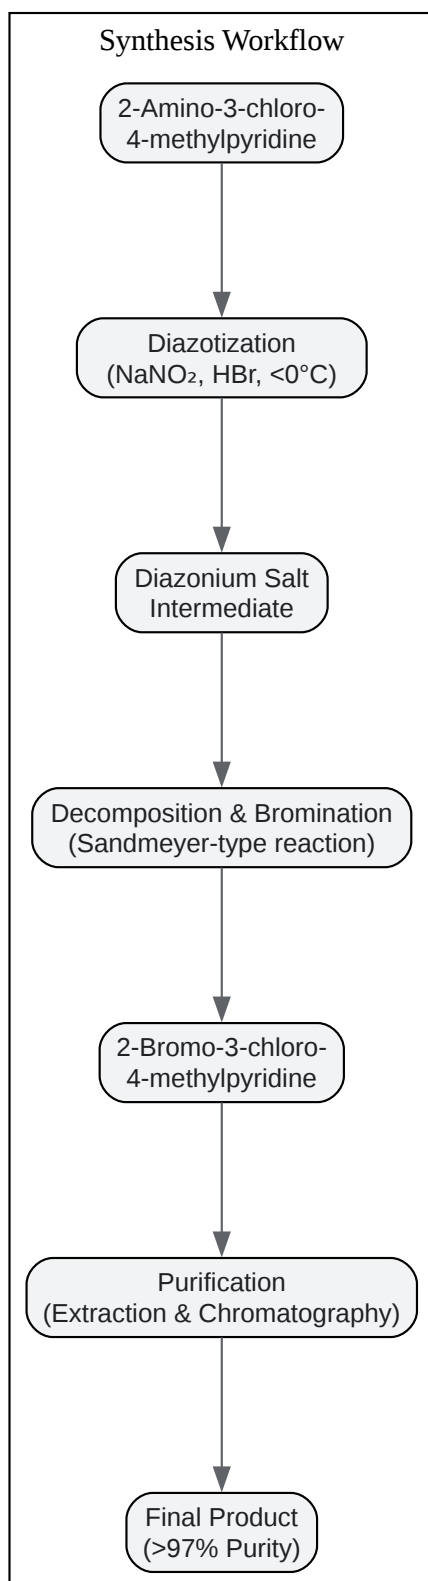 Synthesis Workflow
2-Amino-3-chloro-
4-methylpyridine
Diazotization
(NaNO₂, HBr, <0°C)
Diazonium Salt
Intermediate
Decomposition & Bromination
(Sandmeyer-type reaction)
2-Bromo-3-chloro-
4-methylpyridine
Purification
(Extraction & Chromatography)
Final Product
(>97% Purity)